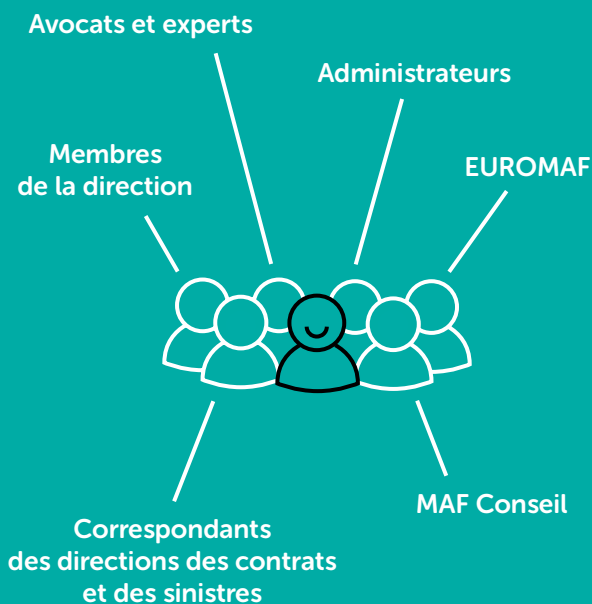 Avocats et experts
Administrateurs
Membres
de la direction
EUROMAF
MAF Conseil
Correspondants
des directions des contrats
et des sinistres